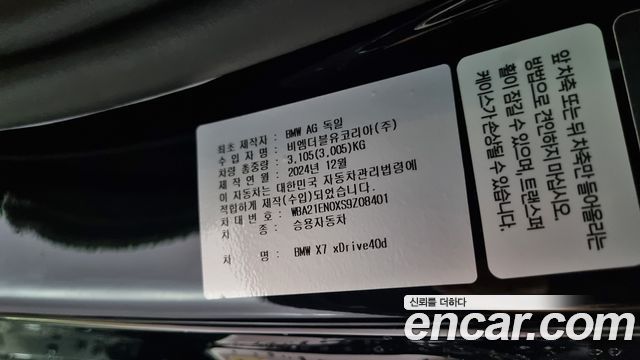 최초 제작자 : BMW AG 독일
수 입 자 명 : 비엠더블유코리아(주)
차량 총중량 : 3,105(3,005)KG
제 작 연 월 : 2024년 12월
이 자동차는 대한민국 자동차관리법령에
적합하게 제작(수입)되었습니다.
차 대 번 호 : WBA21EN0XS9Z08401
차 종 : 승용자동차
차 명 : BMW X7 xDrive40d
앞 차축 또는 뒤 차축만 들어올리는
방법으로 견인하지 마십시오.
휠이 잠길 수 있으며, 트랜스퍼
케이스가 손상될 수 있습니다.
신뢰를 더하다
encar.com